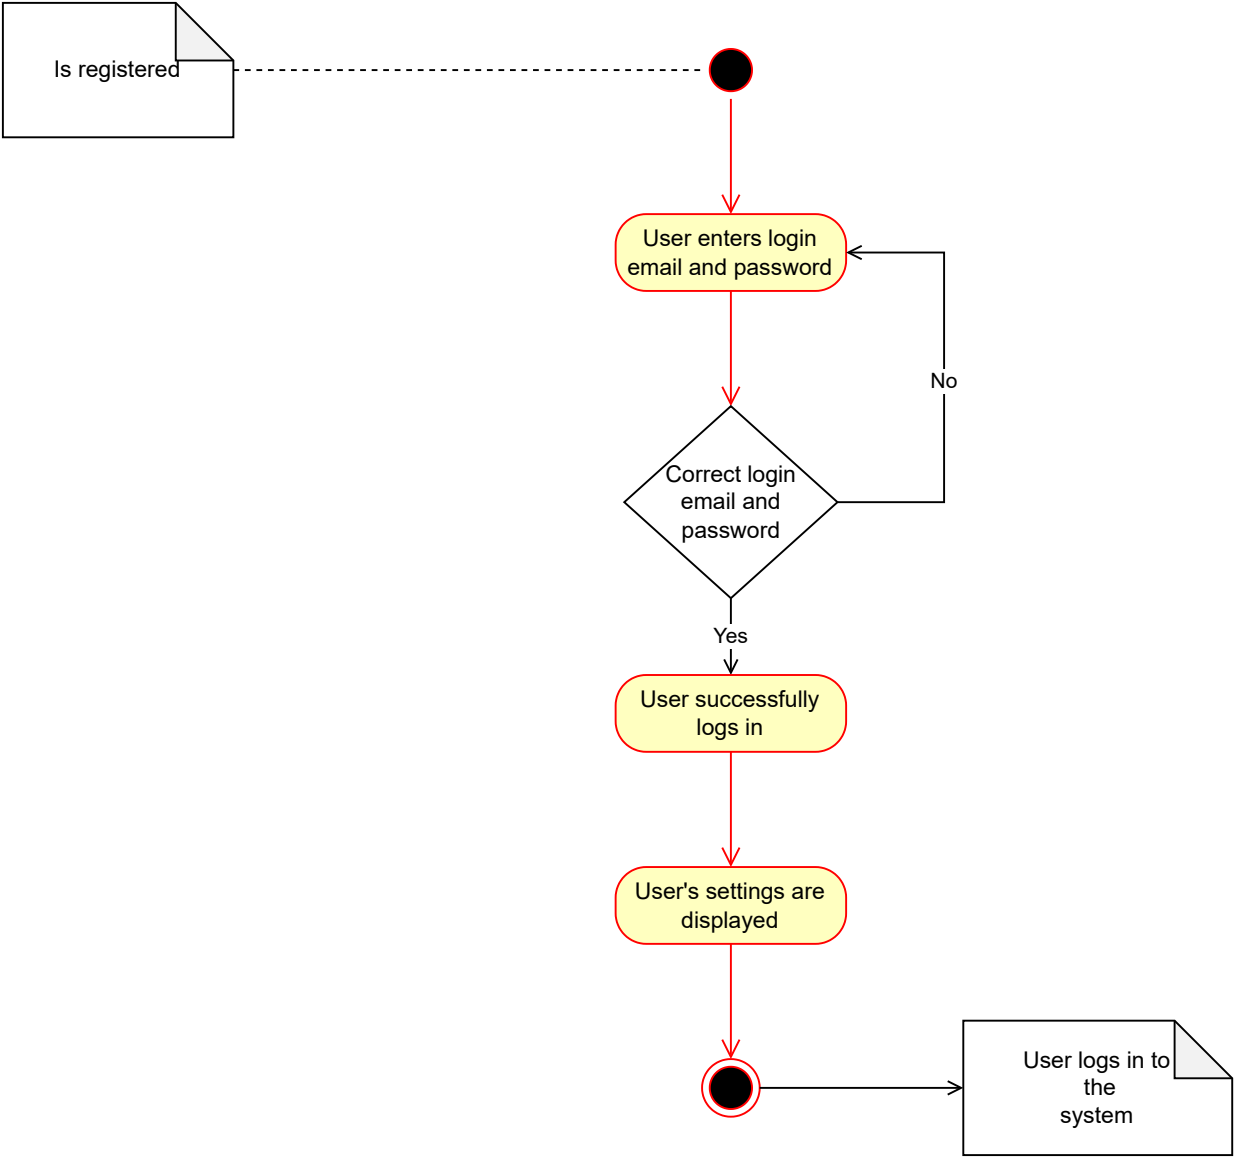 Is registered
User enters login
email and password
No
Correct login
email and
password
Yes
User successfully
logs in
User's settings are
displayed
User logs in to
the
system